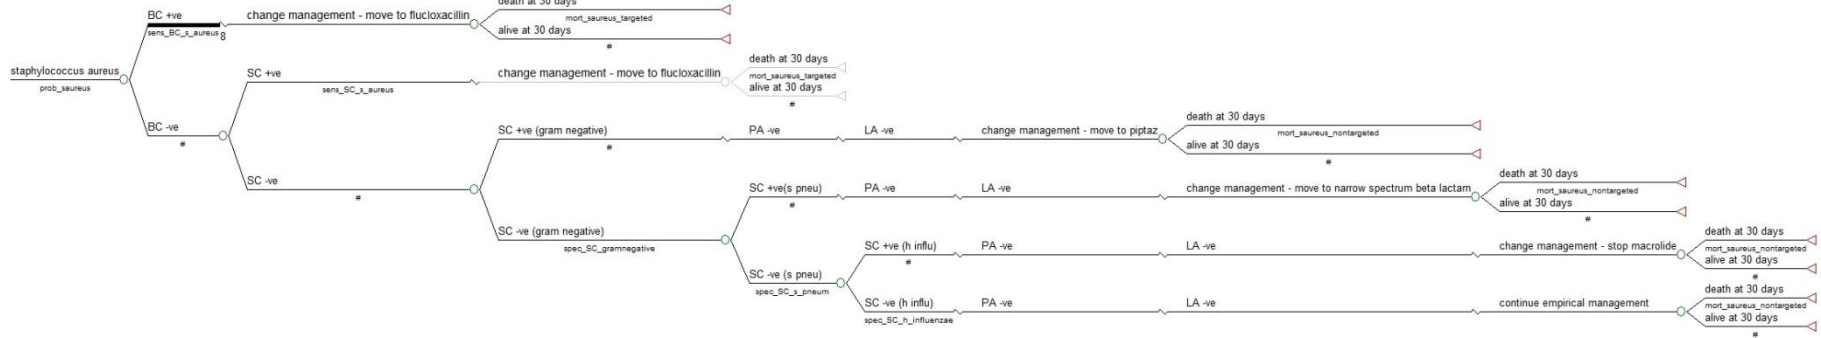 death at 30 days
BC +ve
change management - move to flucloxacillin
mort_saureus_targeted
sens_BC_s_aureus
8
alive at 30 days
#
death at 30 days
staphylococcus aureus
SC +ve
change management - move to flucloxacillin
mort_saureus_targeted
prob_saureus
sens_SC_s_aureus
alive at 30 days
#
death at 30 days
BC -ve
SC +ve (gram negative)
PA -ve
LA -ve
change management - move to piptaz
mort_saureus_nontargeted
#
#
alive at 30 days
#
death at 30 days
SC -ve
SC +ve(s pneu)
PA -ve
LA -ve
change management - move to narrow spectrum beta lactam
mort_saureus_nontargeted
#
#
alive at 30 days
#
death at 30 days
SC -ve (gram negative)
SC +ve (h influ)
PA -ve
LA -ve
change management - stop macrolide
mort_saureus_nontargeted
spec_SC_gramnegative
#
alive at 30 days
#
SC -ve (s pneu)
death at 30 days
spec_SC_s_pneum
SC -ve (h influ)
PA -ve
LA -ve
continue empirical management
mort_saureus_nontargeted
spec_SC_h_influenzae
alive at 30 days
#